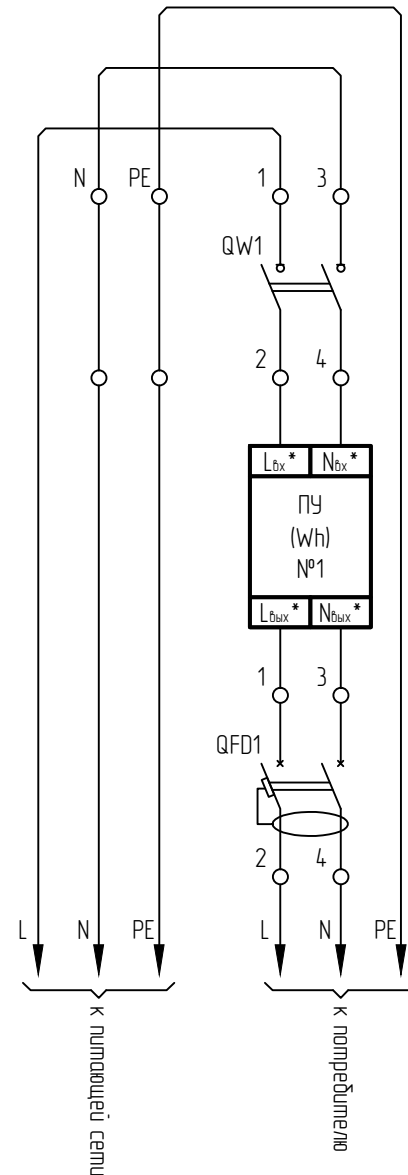 N PE 1 3
QW1
2 4
Lвх* Nвх*
ПУ
(Wh)
№1
Lвых* Nвых*
1 3
QFD1
2 4
L N PE L N PE
к питающей сети
к потребителю